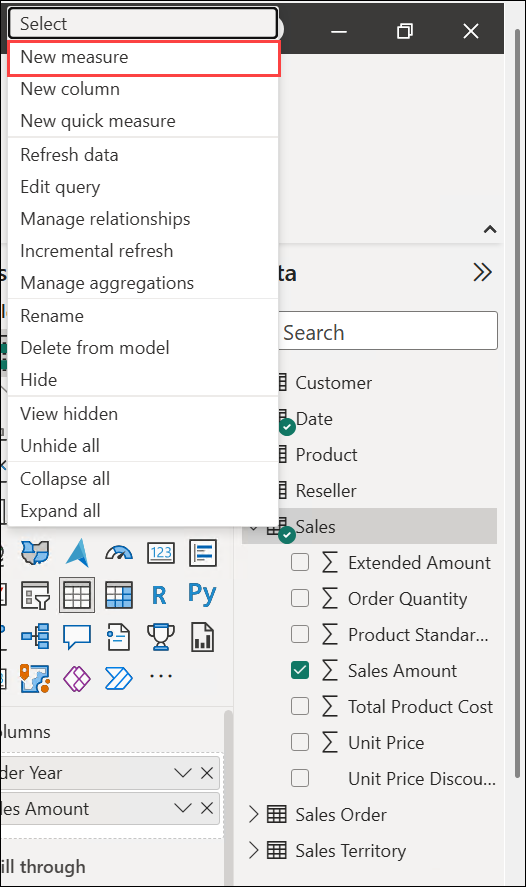 Select
New measure
New column
New quick measure
Refresh data
Edit query
Manage relationships
Incremental refresh
Manage aggregations
Rename
Delete from model
Hide
View hidden
Unhide all
Collapse all
Expand all
ta
Search
Customer
Date
Product
Reseller
Sales
Extended Amount
Order Quantity
Product Standar...
Sales Amount
Total Product Cost
Unit Price
Unit Price Discou...
Sales Order
Sales Territory
123
R
Py
...
lumns
der Year
les Amount
ill through